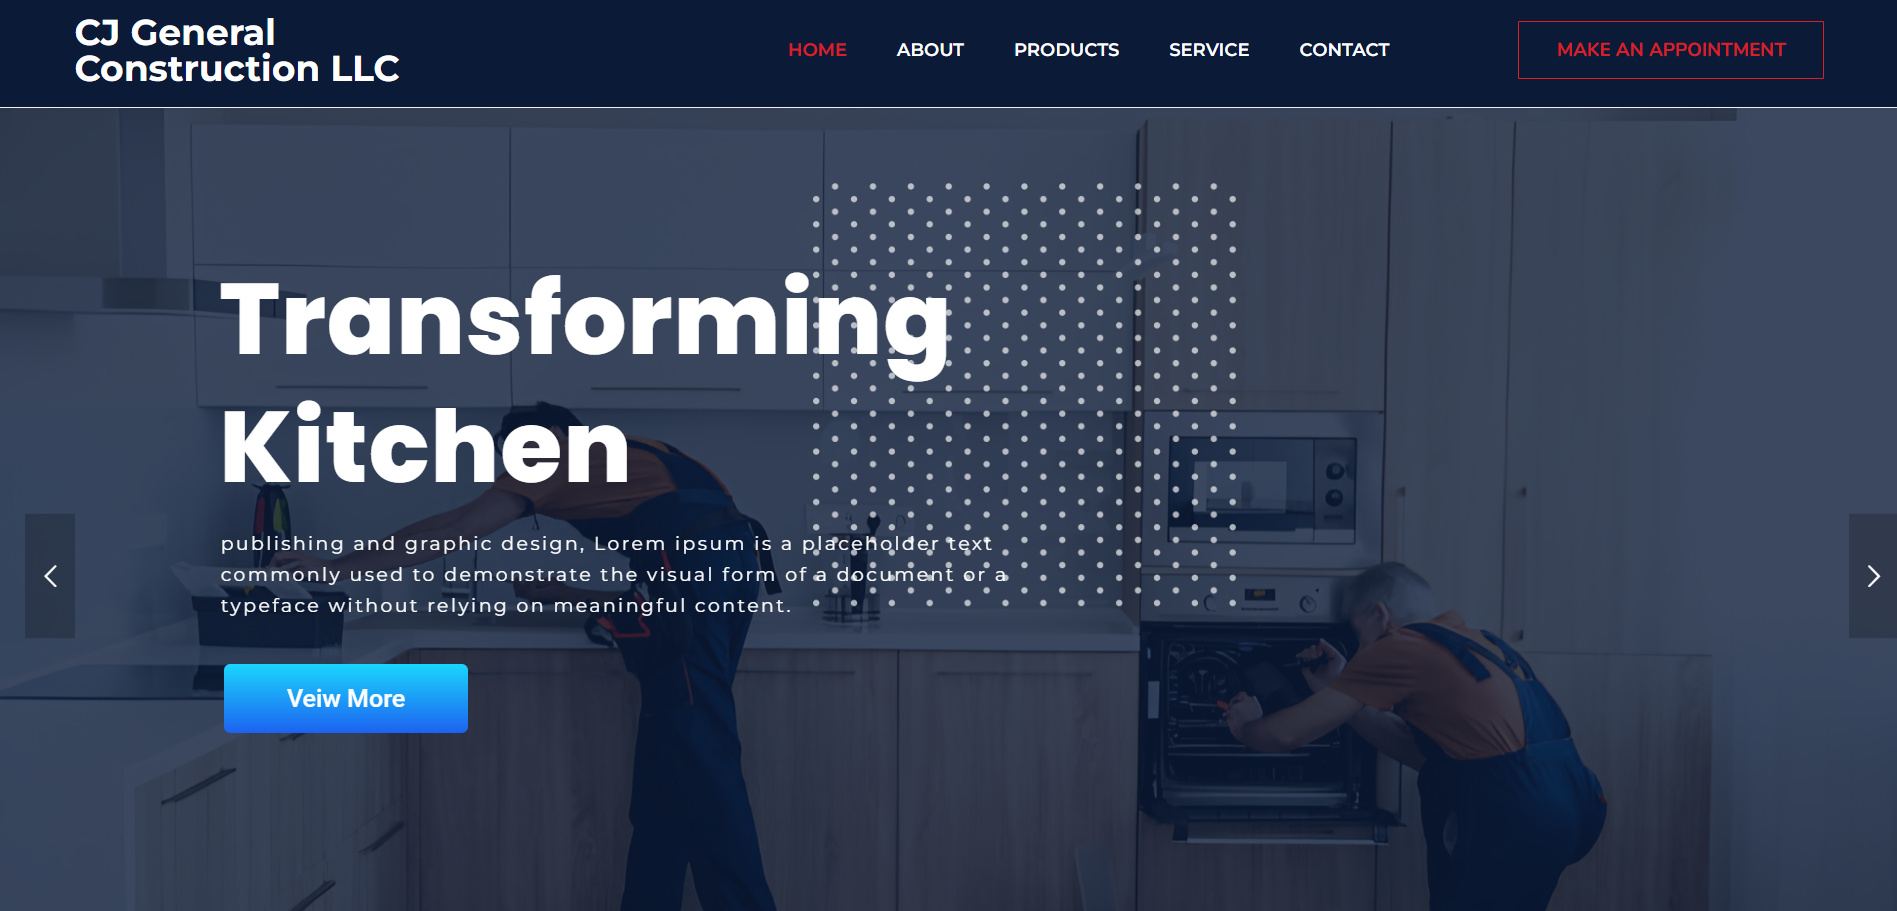 CJ General
Construction LLC
HOME ABOUT PRODUCTS SERVICE CONTACT
MAKE AN APPOINTMENT
Transforming
Kitchen
publishing and graphic design, Lorem ipsum is a placeholder text
commonly used to demonstrate the visual form of a document or a
typeface without relying on meaningful content.
Veiw More